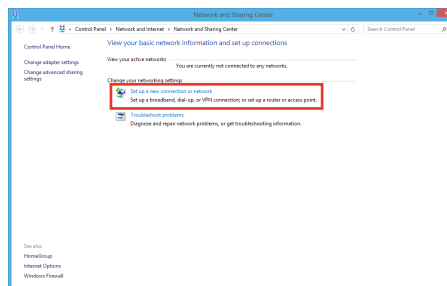 Network and Sharing Center
Control Panel
Network and Internet
Network and Sharing Center
Search Control Panel
Control Panel Home
Change adapter settings
Change advanced sharing
settings
View your basic network information and set up connections
View your active networks
You are currently not connected to any networks.
Change your networking settings
Set up a new connection or network
Set up a broadband, dial-up, or VPN connection; or set up a router or access point.
Troubleshoot problems
Diagnose and repair network problems, or get troubleshooting information.
See also
HomeGroup
Internet Options
Windows Firewall